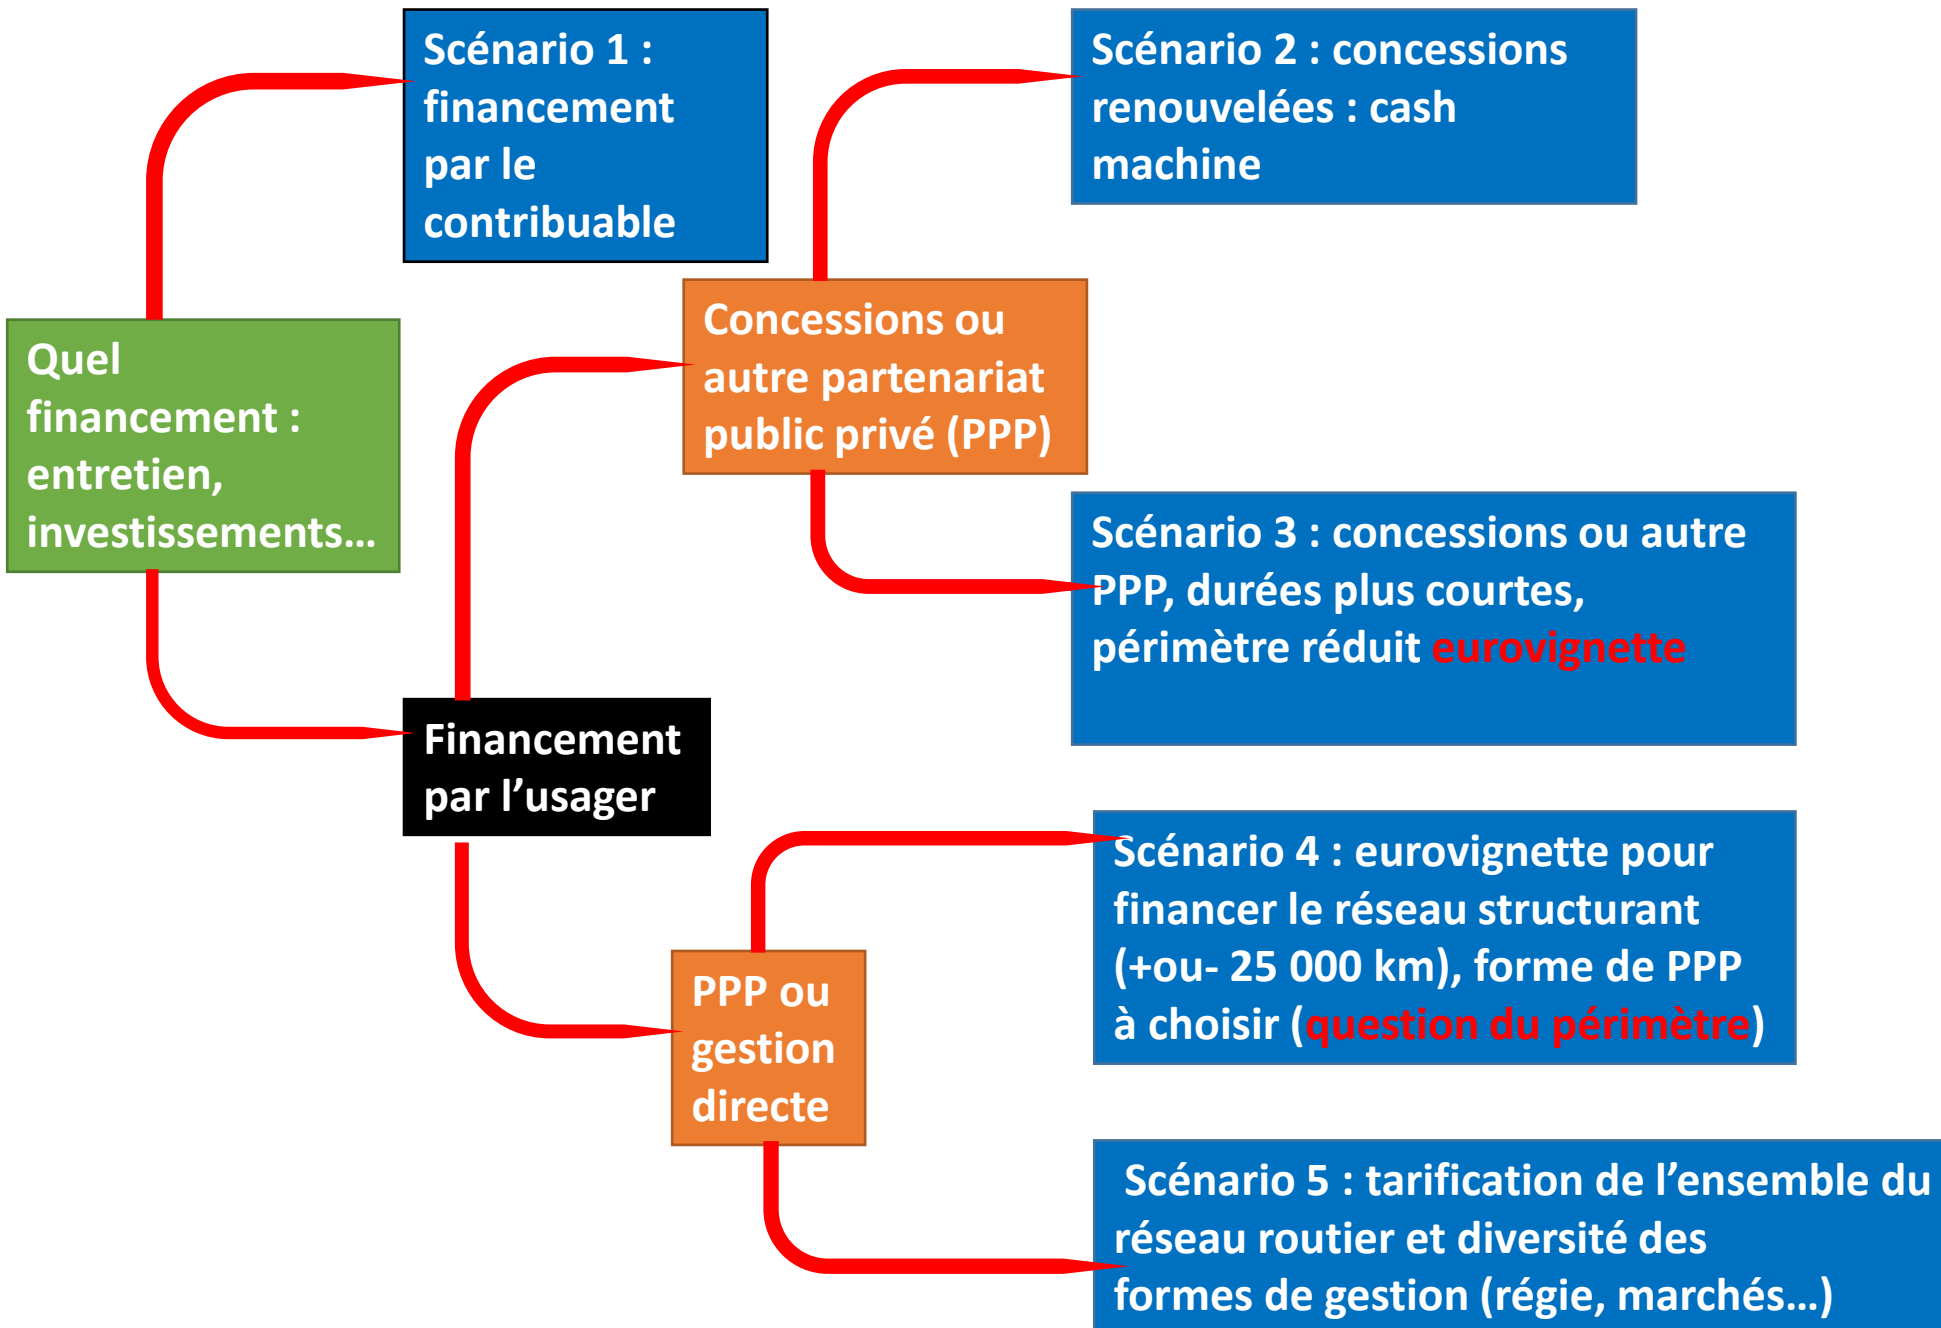 Scénario 1 :
financement
par le
contribuable
Scénario 2 : concessions
renouvelées : cash
machine
Quel
financement :
entretien,
investissements…
Concessions ou
autre partenariat
public privé (PPP)
Scénario 3 : concessions ou autre
PPP, durées plus courtes,
périmètre réduit eurovignette
Financement
par l’usager
Scénario 4 : eurovignette pour
financer le réseau structurant
(+ou- 25 000 km), forme de PPP
à choisir (question du périmètre)
PPP ou
gestion
directe
Scénario 5 : tarification de l’ensemble du
réseau routier et diversité des
formes de gestion (régie, marchés…)